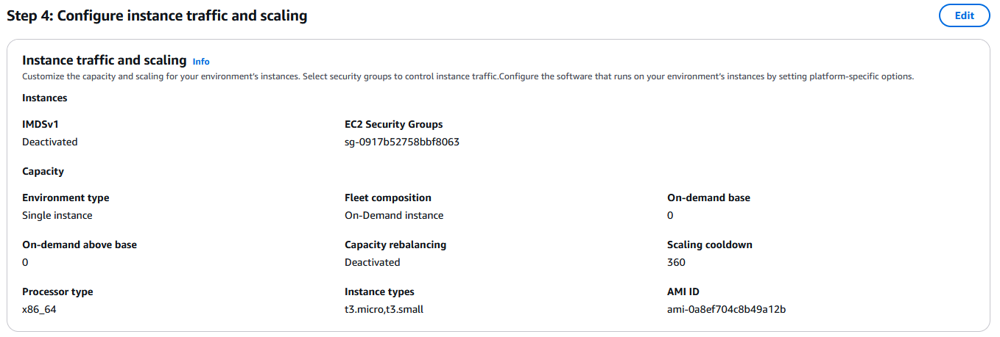 Step 4: Configure instance traffic and scaling
Edit
Instance traffic and scaling Info
Customize the capacity and scaling for your environment's instances. Select security groups to control instance traffic.Configure the software that runs on your environment's instances by setting platform-specific options.
Instances
IMDSv1
EC2 Security Groups
Deactivated
sg-0917b52758bbf8063
Capacity
Environment type
Fleet composition
On-demand base
Single instance
On-Demand instance
0
On-demand above base
Capacity rebalancing
Scaling cooldown
0
Deactivated
360
Processor type
Instance types
AMI ID
x86_64
t3.micro,t3.small
ami-0a8ef704c8b49a12b